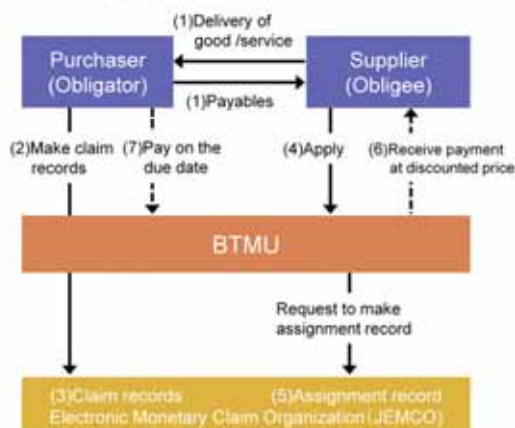 (1)Delivery of
good /service
Purchaser
(Obligator)
Supplier
(Obligee)
(1)Payables
(2)Make claim
records
(7)Pay on the
due date
(4)Apply
(6)Receive payment
at discounted price
BTMU
Request to make
assignment record
(3)Claim records
(5)Assignment record
Electronic Monetary Claim Organization(JEMCO)